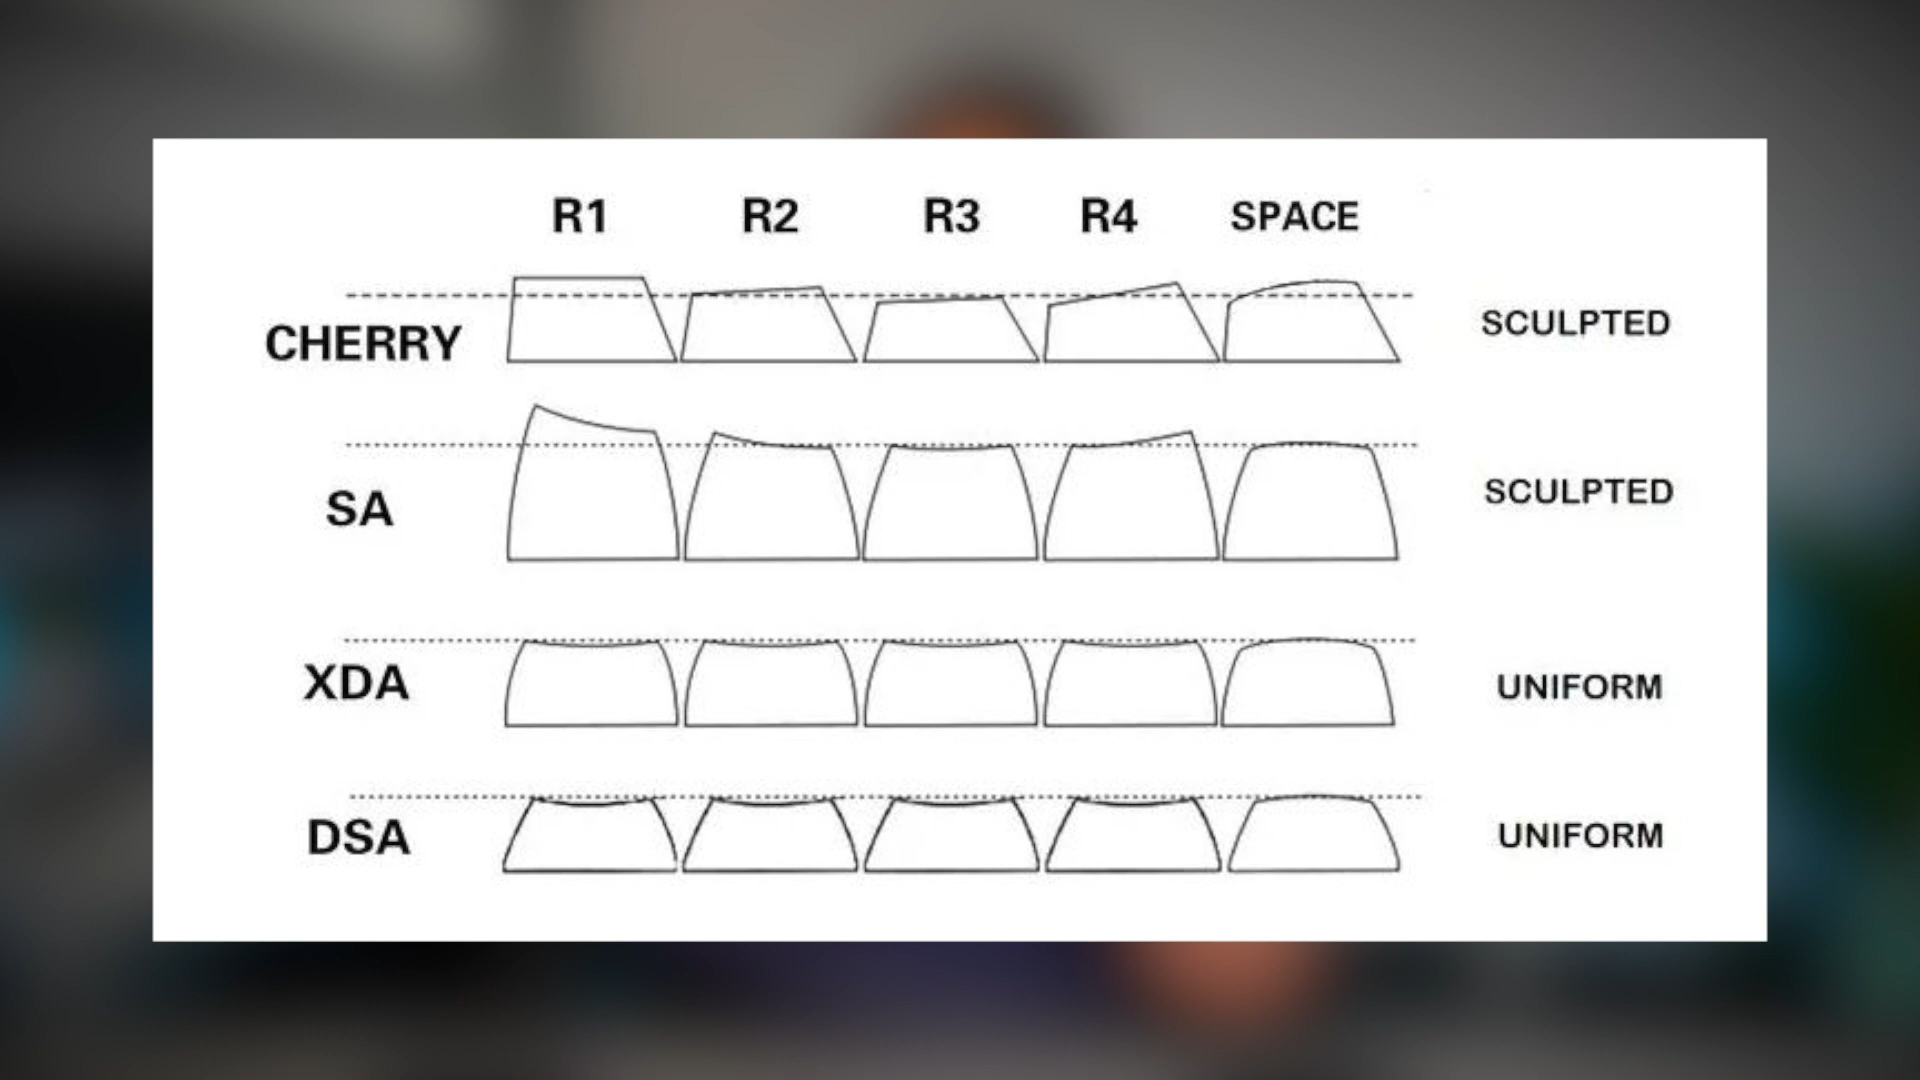 R1 R2 R3 R4 SPACE
CHERRY SCULPTED
SA SCULPTED
XDA UNIFORM
DSA UNIFORM